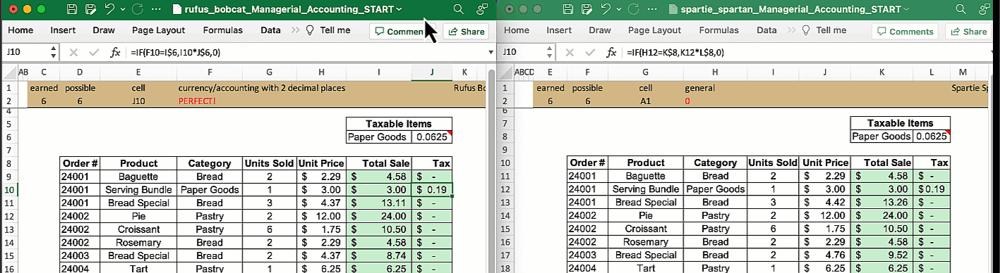 rufus_bobcat_Managerial_Accounting_START
Home Insert Draw Page Layout Formulas Data >> Tell me Commen Share
J10 fx =IF(F10=I$6,I10*J$6,0)
AB C D E F G H I J K
1 earned possible cell currency/accounting with 2 decimal places Rufus Bo
2 6 6 J10 PERFECT!
4
5 Taxable Items
6 Paper Goods 0.0625
7
8 Order # Product Category Units Sold Unit Price Total Sale Tax
9 24001 Baguette Bread 2 $ 2.29 $ 4.58 $ -
10 24001 Serving Bundle Paper Goods 1 $ 3.00 $ 3.00 $ 0.19
11 24001 Bread Special Bread 3 $ 4.37 $ 13.11 $ -
12 24002 Pie Pastry 2 $ 12.00 $ 24.00 $ -
13 24002 Croissant Pastry 6 $ 1.75 $ 10.50 $ -
14 24002 Rosemary Bread 2 $ 2.29 $ 4.58 $ -
15 24003 Bread Special Bread 2 $ 4.37 $ 8.74 $ -
16 24004 Tart Pastry 1 $ 6.25 $ 6.25 $ -
spartie_spartan_Managerial_Accounting_START
Home Insert Draw Page Layout Formulas Data >> Tell me Comments Share
J10 fx =IF(H12=K$8,K12*L$8,0)
ABCD E F G H I J K L M
1 earned possible cell general Spartie Sp
2 6 6 A1 0
6
7 Taxable Items
8 Paper Goods 0.0625
9
10 Order # Product Category Units Sold Unit Price Total Sale Tax
11 24001 Baguette Bread 2 $ 2.29 $ 4.58 $ -
12 24001 Serving Bundle Paper Goods 1 $ 3.00 $ 3.00 $ 0.19
13 24001 Bread Special Bread 3 $ 4.42 $ 13.26 $ -
14 24002 Pie Pastry 2 $ 12.00 $ 24.00 $ -
15 24002 Croissant Pastry 6 $ 1.75 $ 10.50 $ -
16 24002 Rosemary Bread 2 $ 2.29 $ 4.58 $ -
17 24003 Bread Special Bread 2 $ 4.76 $ 9.52 $ -
18 24004 Tart Pastry 1 $ 6.25 $ 6.25 $ -